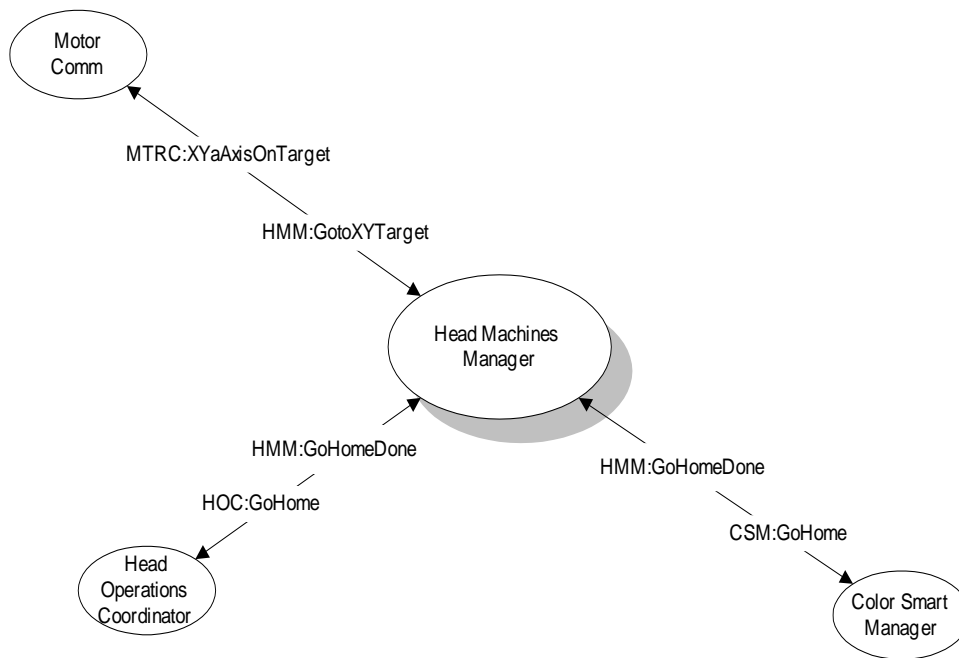 Motor
Comm
MTRC:XYaAxisOnTarget
HMM:GotoXYTarget
Head Machines
Manager
HMM:GoHomeDone
HOC:GoHome
HMM:GoHomeDone
CSM:GoHome
Head
Operations
Coordinator
Color Smart
Manager